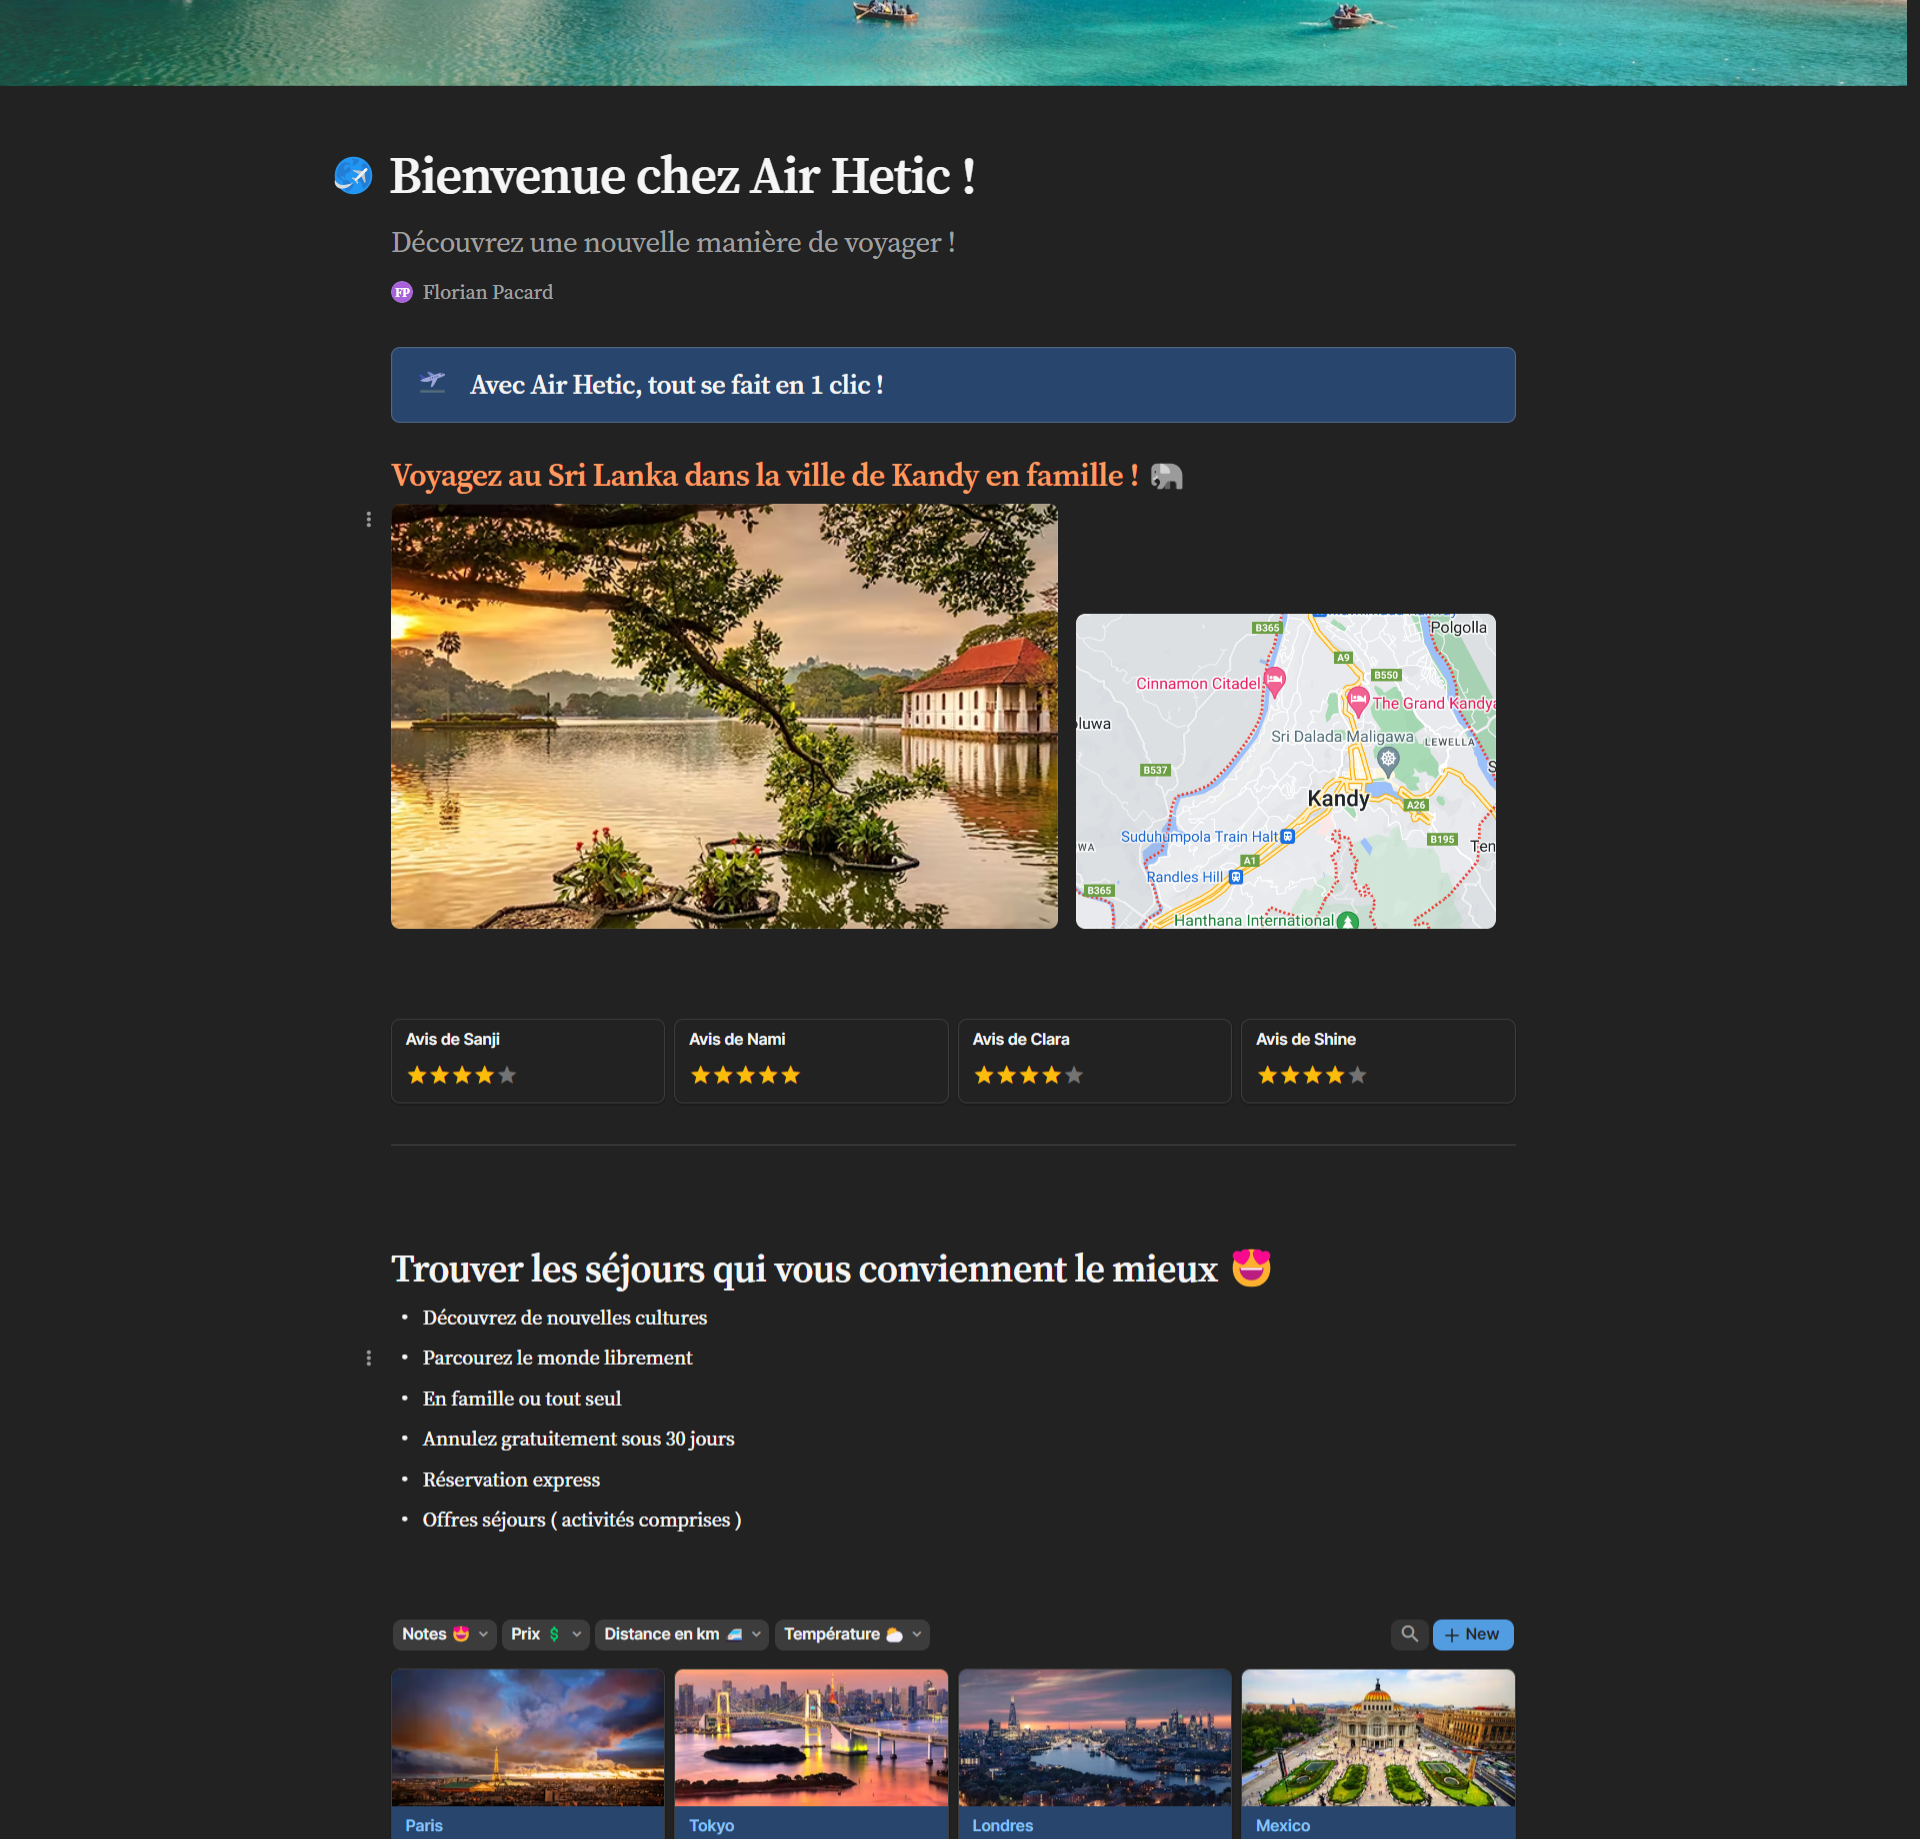 Bienvenue chez Air Hetic !
Découvrez une nouvelle manière de voyager !
FP Florian Pacard
Avec Air Hetic, tout se fait en 1 clic !
Voyagez au Sri Lanka dans la ville de Kandy en famille !
Polgolla
B365
A9
B550
Cinnamon Citadel
The Grand Kandya
luwa
Sri Dalada Maligawa
LEWELLA
B537
S
Kandy
A26
Suduhumpola Train Halt
B195
WA
Ten
A1
Randles Hill
B365
Hanthana International
Avis de Sanji
Avis de Nami
Avis de Clara
Avis de Shine
Trouver les séjours qui vous conviennent le mieux
• Découvrez de nouvelles cultures
• Parcourez le monde librement
• En famille ou tout seul
• Annulez gratuitement sous 30 jours
• Réservation express
• Offres séjours ( activités comprises )
Notes Prix Distance en km Température + New
Paris
Tokyo
Londres
Mexico